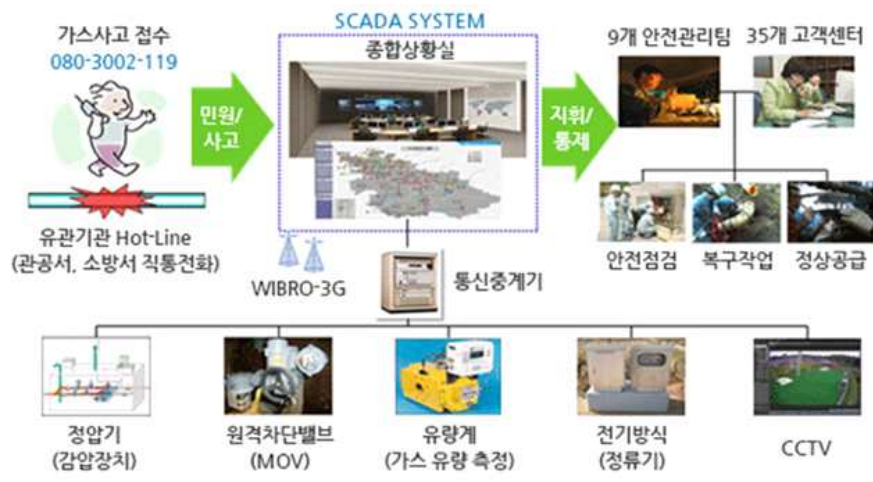 SCADA SYSTEM
가스사고 접수
080-3002-119
종합상황실
9개 안전관리팀
35개 고객센터
민원/
사고
지휘/
통제
유관기관 Hot-Line
(관공서, 소방서 직통전화)
안전점검
복구작업
정상공급
WIBRO-3G
통신중계기
정압기
(감압장치)
원격차단밸브
(MOV)
유량계
(가스 유량 측정)
전기방식
(정류기)
CCTV